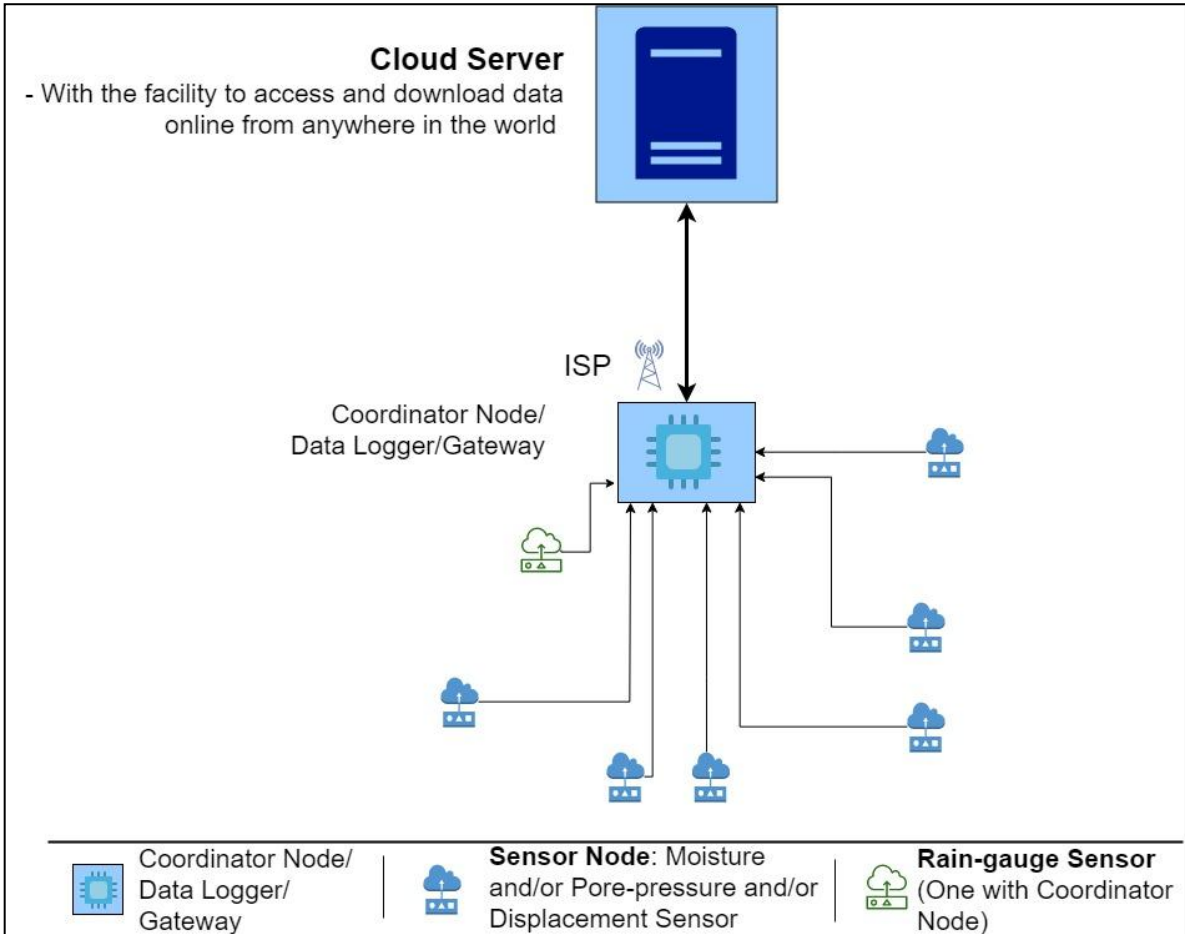 Cloud Server
- With the facility to access and download data
online from anywhere in the world
ISP
Coordinator Node/
Data Logger/Gateway
Coordinator Node/
Data Logger/
Gateway
Sensor Node: Moisture
and/or Pore-pressure and/or
Displacement Sensor
Rain-gauge Sensor
(One with Coordinator
Node)